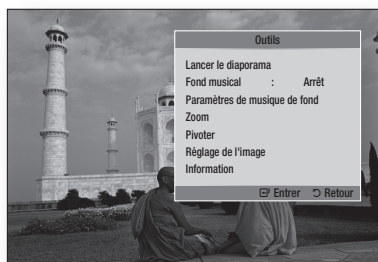 Outils
Lancer le diaporama
Fond musical : Arrêt
Paramètres de musique de fond
Zoom
Pivoter
Réglage de l'image
Information
Entrer Retour